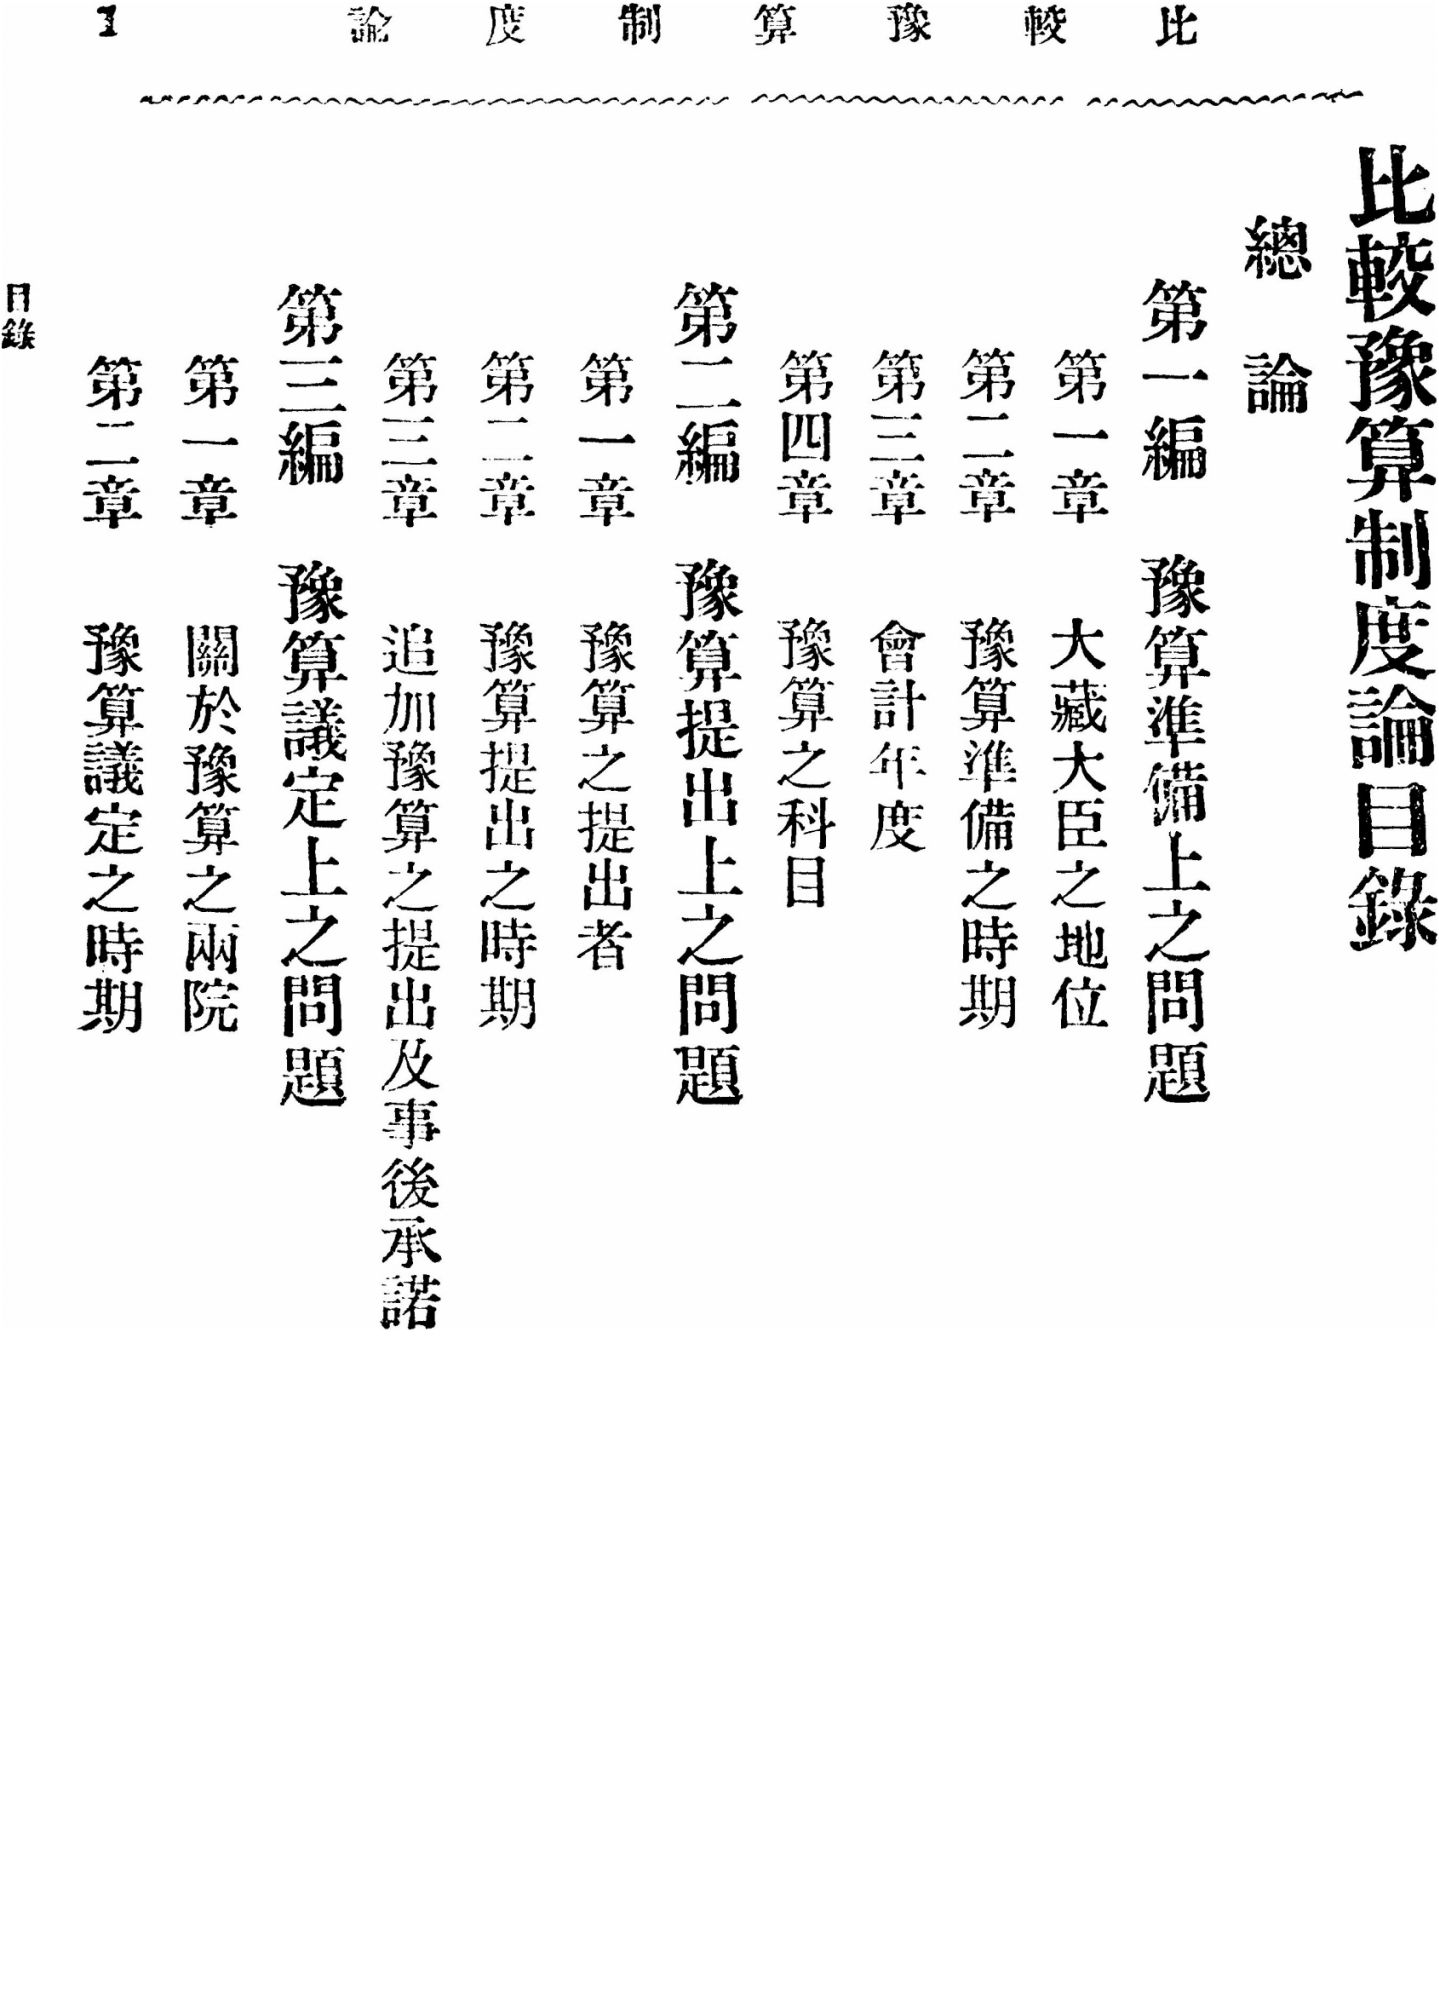 比較豫算制度論
1
比較豫算制度論目錄
總論
第一編 豫算準備上之問題
第一章 大藏大臣之地位
第二章 豫算準備之時期
第三章 會計年度
第四章 豫算之科目
第二編 豫算提出上之問題
第一章 豫算之提出者
第二章 豫算提出之時期
第三章 追加豫算之提出及事後承諾
第三編 豫算議定上之問題
第一章 關於豫算之兩院
第二章 豫算議定之時期
目錄